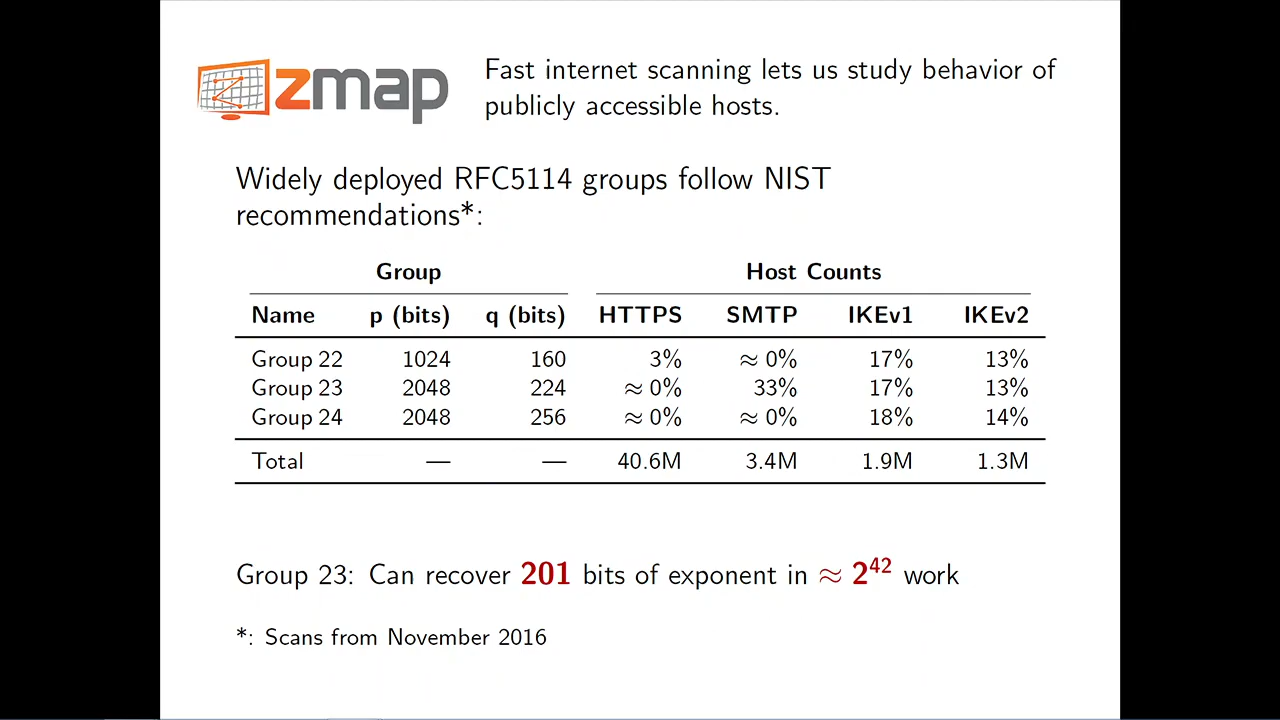 zmap
Fast internet scanning lets us study behavior of
publicly accessible hosts.
Widely deployed RFC5114 groups follow NIST
recommendations*:
Group Host Counts
Name p (bits) q (bits) HTTPS SMTP IKEv1 IKEv2
Group 22 1024 160 3% ≈ 0% 17% 13%
Group 23 2048 224 ≈ 0% 33% 17% 13%
Group 24 2048 256 ≈ 0% ≈ 0% 18% 14%
Total — — 40.6M 3.4M 1.9M 1.3M
Group 23: Can recover 201 bits of exponent in ≈ 2⁴² work
*: Scans from November 2016